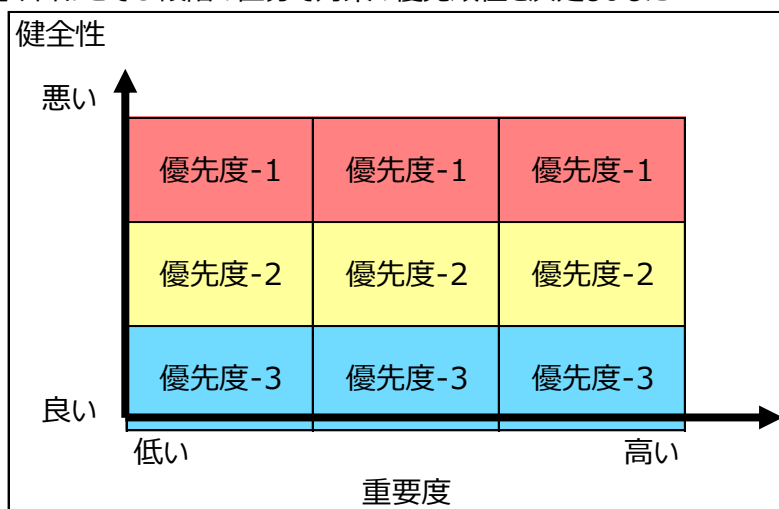 健全性
悪い
優先度-1 優先度-1 優先度-1
優先度-2 優先度-2 優先度-2
優先度-3 優先度-3 優先度-3
良い
低い 高い
重要度